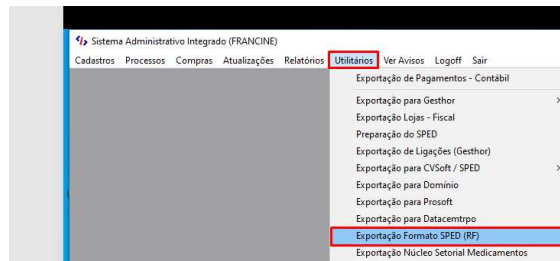 Sistema Administrativo Integrado (FRANCINE)
Cadastros Processos Compras Atualizações Relatórios Utilitários Ver Avisos Logoff Sair
Exportação de Pagamentos - Contábil
Exportação para Gesthor
Exportação Lojas - Fiscal
Preparação do SPED
Exportação de Ligações (Gesthor)
Exportação para CVSoft / SPED
Exportação para Domínio
Exportação para Prosoft
Exportação para Datacemtrpo
Exportação Formato SPED (RF)
Exportação Núcleo Setorial Medicamentos